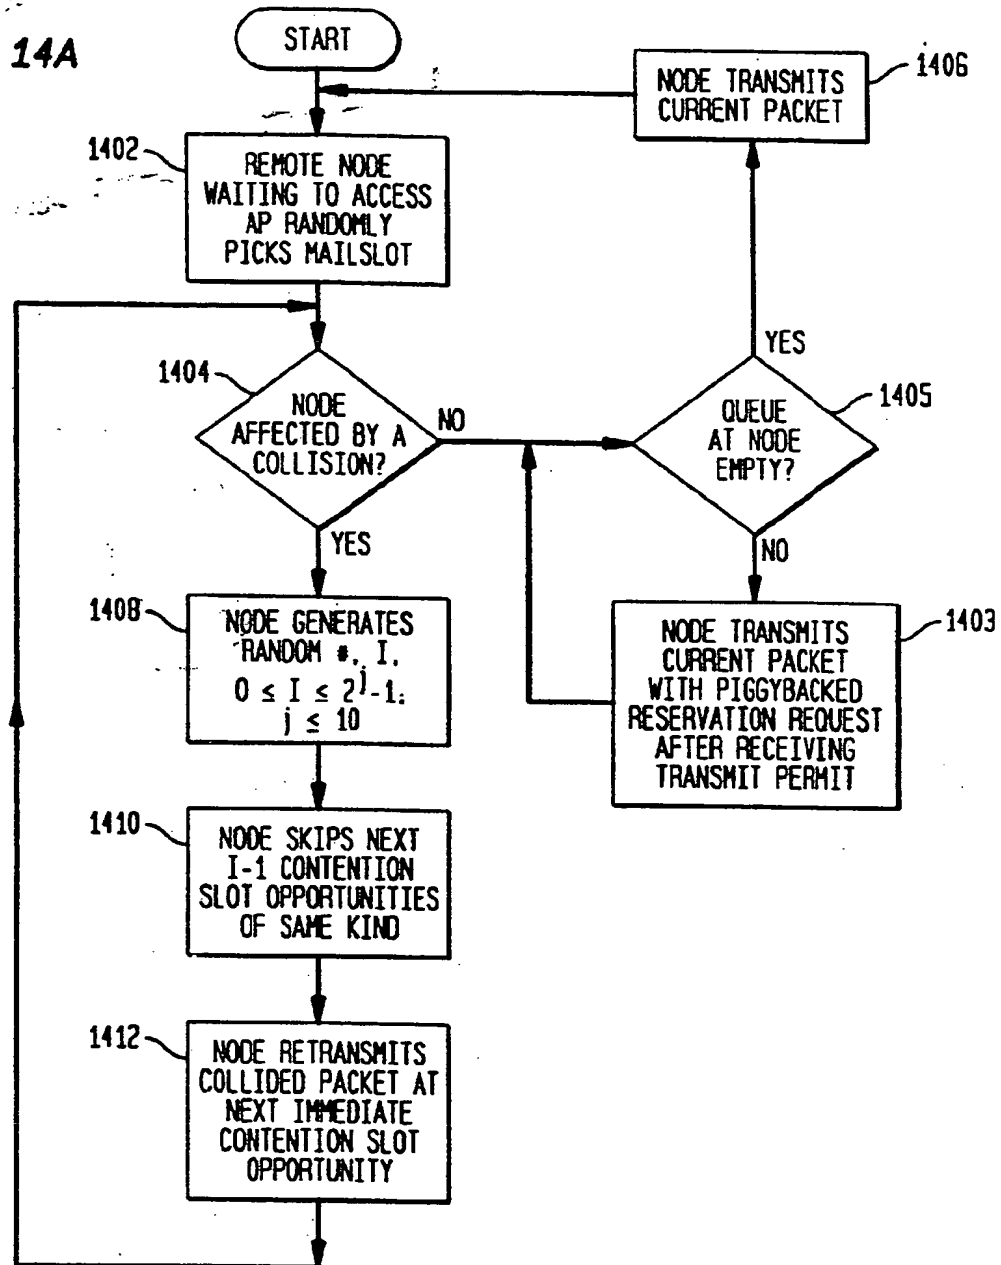 14A
START
NODE TRANSMITS
CURRENT PACKET
1406
1402
REMOTE NODE
WAITING TO ACCESS
AP RANDOMLY
PICKS MAILSLOT
1404
NODE
AFFECTED BY A
COLLISION?
NO
YES
QUEUE
AT NODE
EMPTY?
1405
YES
NO
1408
NODE GENERATES
RANDOM #, I,
0 ≤ I ≤ 2^j-1;
j ≤ 10
NODE TRANSMITS
CURRENT PACKET
WITH PIGGYBACKED
RESERVATION REQUEST
AFTER RECEIVING
TRANSMIT PERMIT
1403
1410
NODE SKIPS NEXT
I-1 CONTENTION
SLOT OPPORTUNITIES
OF SAME KIND
1412
NODE RETRANSMITS
COLLIDED PACKET AT
NEXT IMMEDIATE
CONTENTION SLOT
OPPORTUNITY